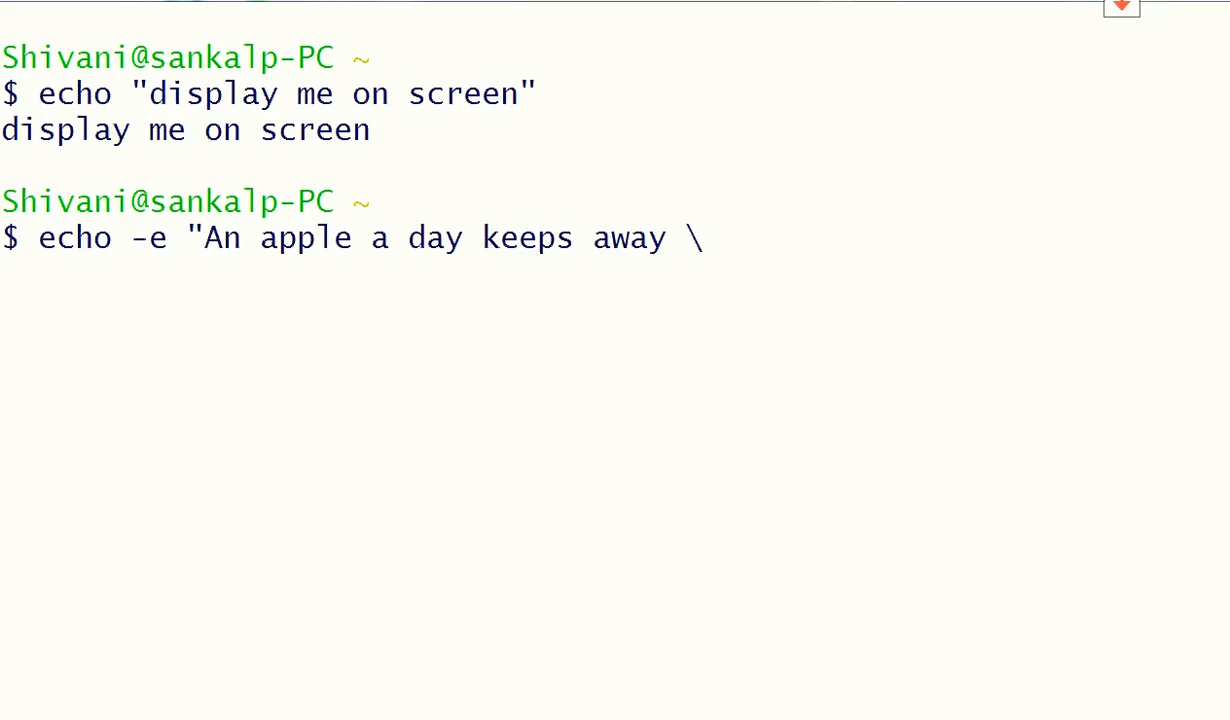 Shivani@sankalp-PC ~
$ echo "display me on screen"
display me on screen
Shivani@sankalp-PC ~
$ echo -e "An apple a day keeps away \